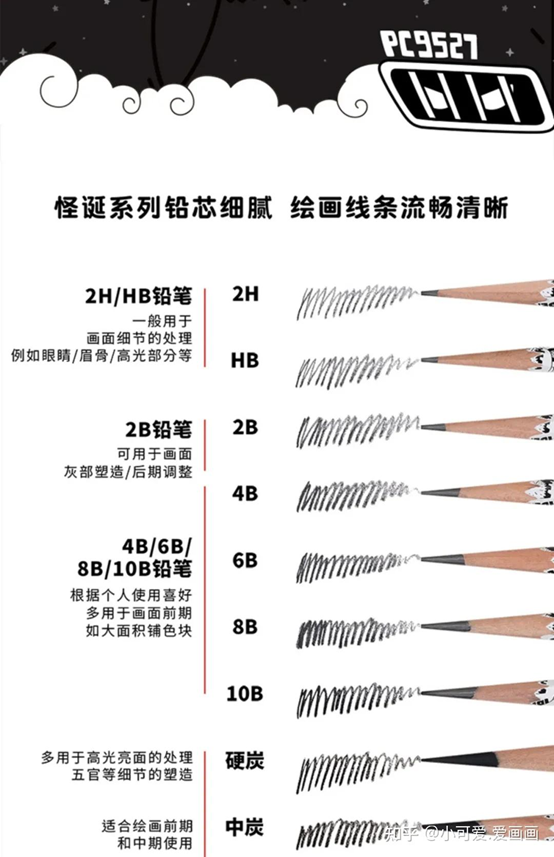 PC9527
怪诞系列铅芯细腻 绘画线条流畅清晰
2H/HB铅笔
一般用于
画面细节的处理
例如眼睛/眉骨/高光部分等
2H
HB
2B铅笔
可用于画面
灰部塑造/后期调整
2B
4B/6B/
8B/10B铅笔
根据个人使用喜好
多用于画面前期
如大面积铺色块
4B
6B
8B
10B
多用于高光亮面的处理
五官等细节的塑造
硬炭
适合绘画前期
和中期使用
中炭
知乎 @小可爱.爱画画